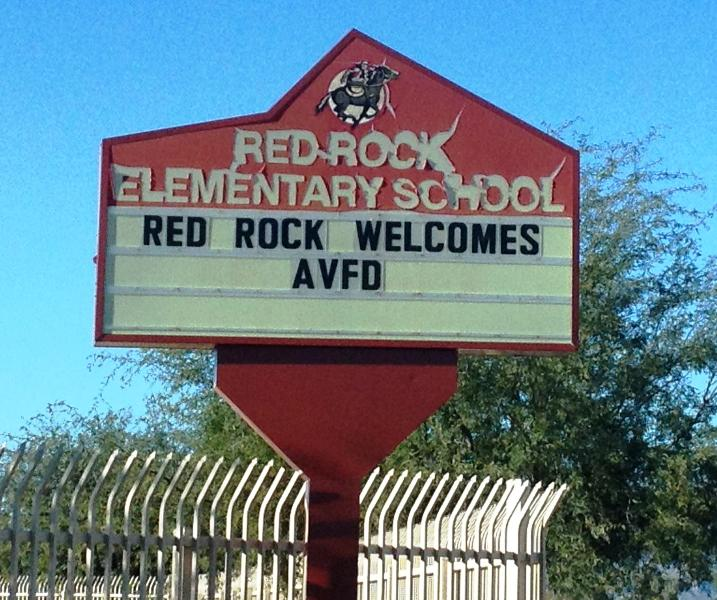 RED ROCK
ELEMENTARY SCHOOL
RED ROCK WELCOMES
AVFD